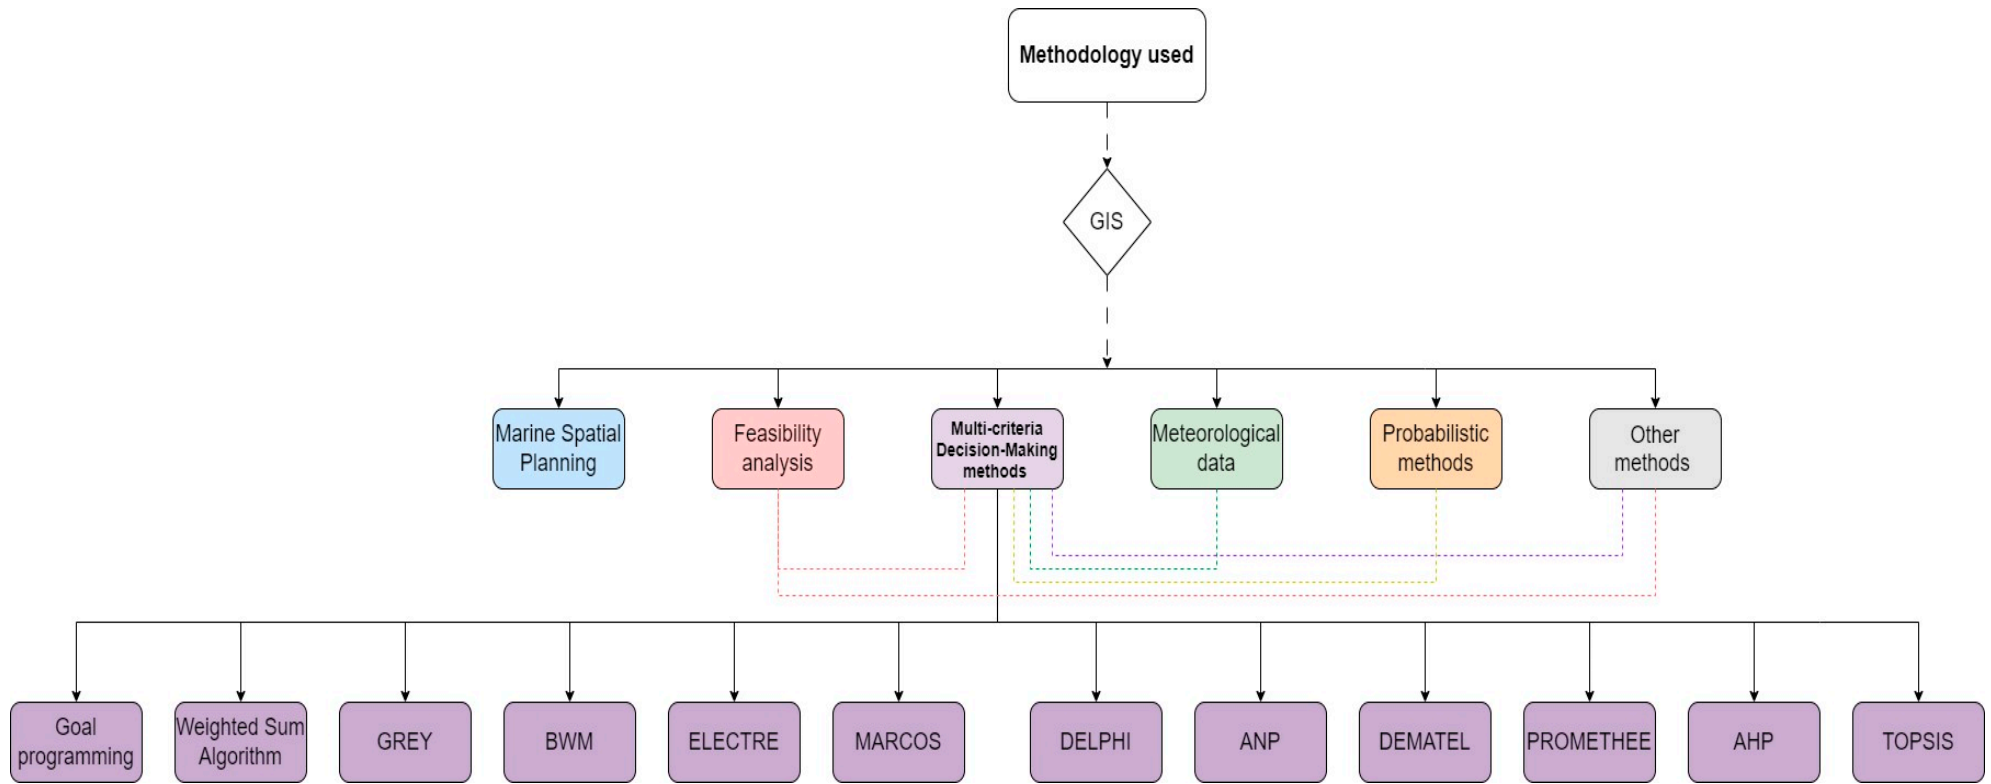 Methodology used
GIS
Marine Spatial
Planning
Feasibility
analysis
Multi-criteria
Decision-Making
methods
Meteorological
data
Probabilistic
methods
Other
methods
Goal
programming
Weighted Sum
Algorithm
GREY
BWM
ELECTRE
MARCOS
DELPHI
ANP
DEMATEL
PROMETHEE
AHP
TOPSIS